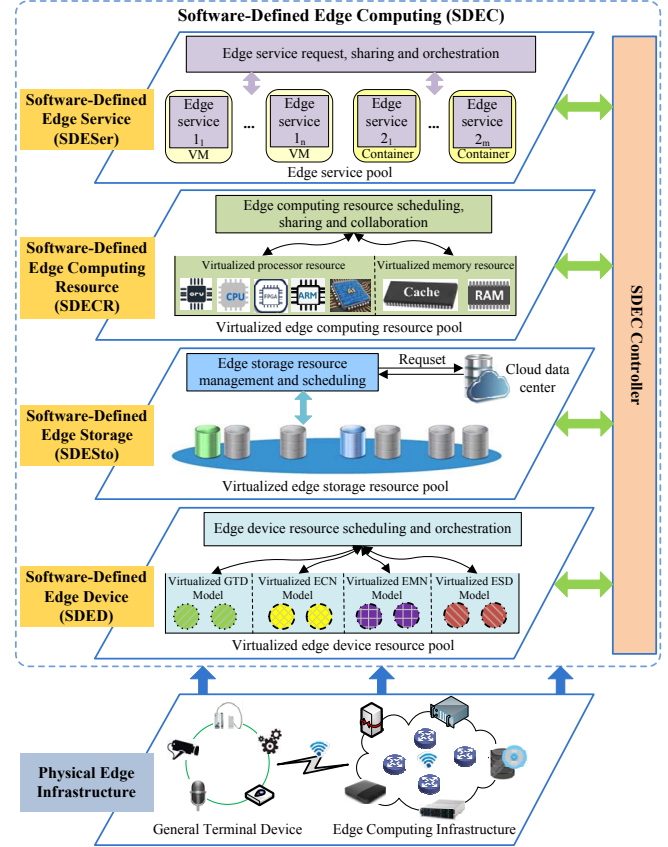 Software-Defined Edge Computing (SDEC)
Edge service request, sharing and orchestration
Software-Defined
Edge Service
(SDESer)
Edge
service
1₁
VM
...
Edge
service
1ₙ
VM
Edge
service
2₁
Container
...
Edge
service
2ₘ
Container
Edge service pool
Edge computing resource scheduling,
sharing and collaboration
Software-Defined
Edge Computing
Resource
(SDECR)
Virtualized processor resource
Virtualized memory resource
GPU
CPU
FPGA
ARM
Cache
RAM
Virtualized edge computing resource pool
SDEC Controller
Edge storage resource
management and scheduling
Requset
Cloud data
center
Software-Defined
Edge Storage
(SDESto)
Virtualized edge storage resource pool
Edge device resource scheduling and orchestration
Software-Defined
Edge Device
(SDED)
Virtualized GTD
Model
Virtualized ECN
Model
Virtualized EMN
Model
Virtualized ESD
Model
Virtualized edge device resource pool
Physical Edge
Infrastructure
General Terminal Device
Edge Computing Infrastructure